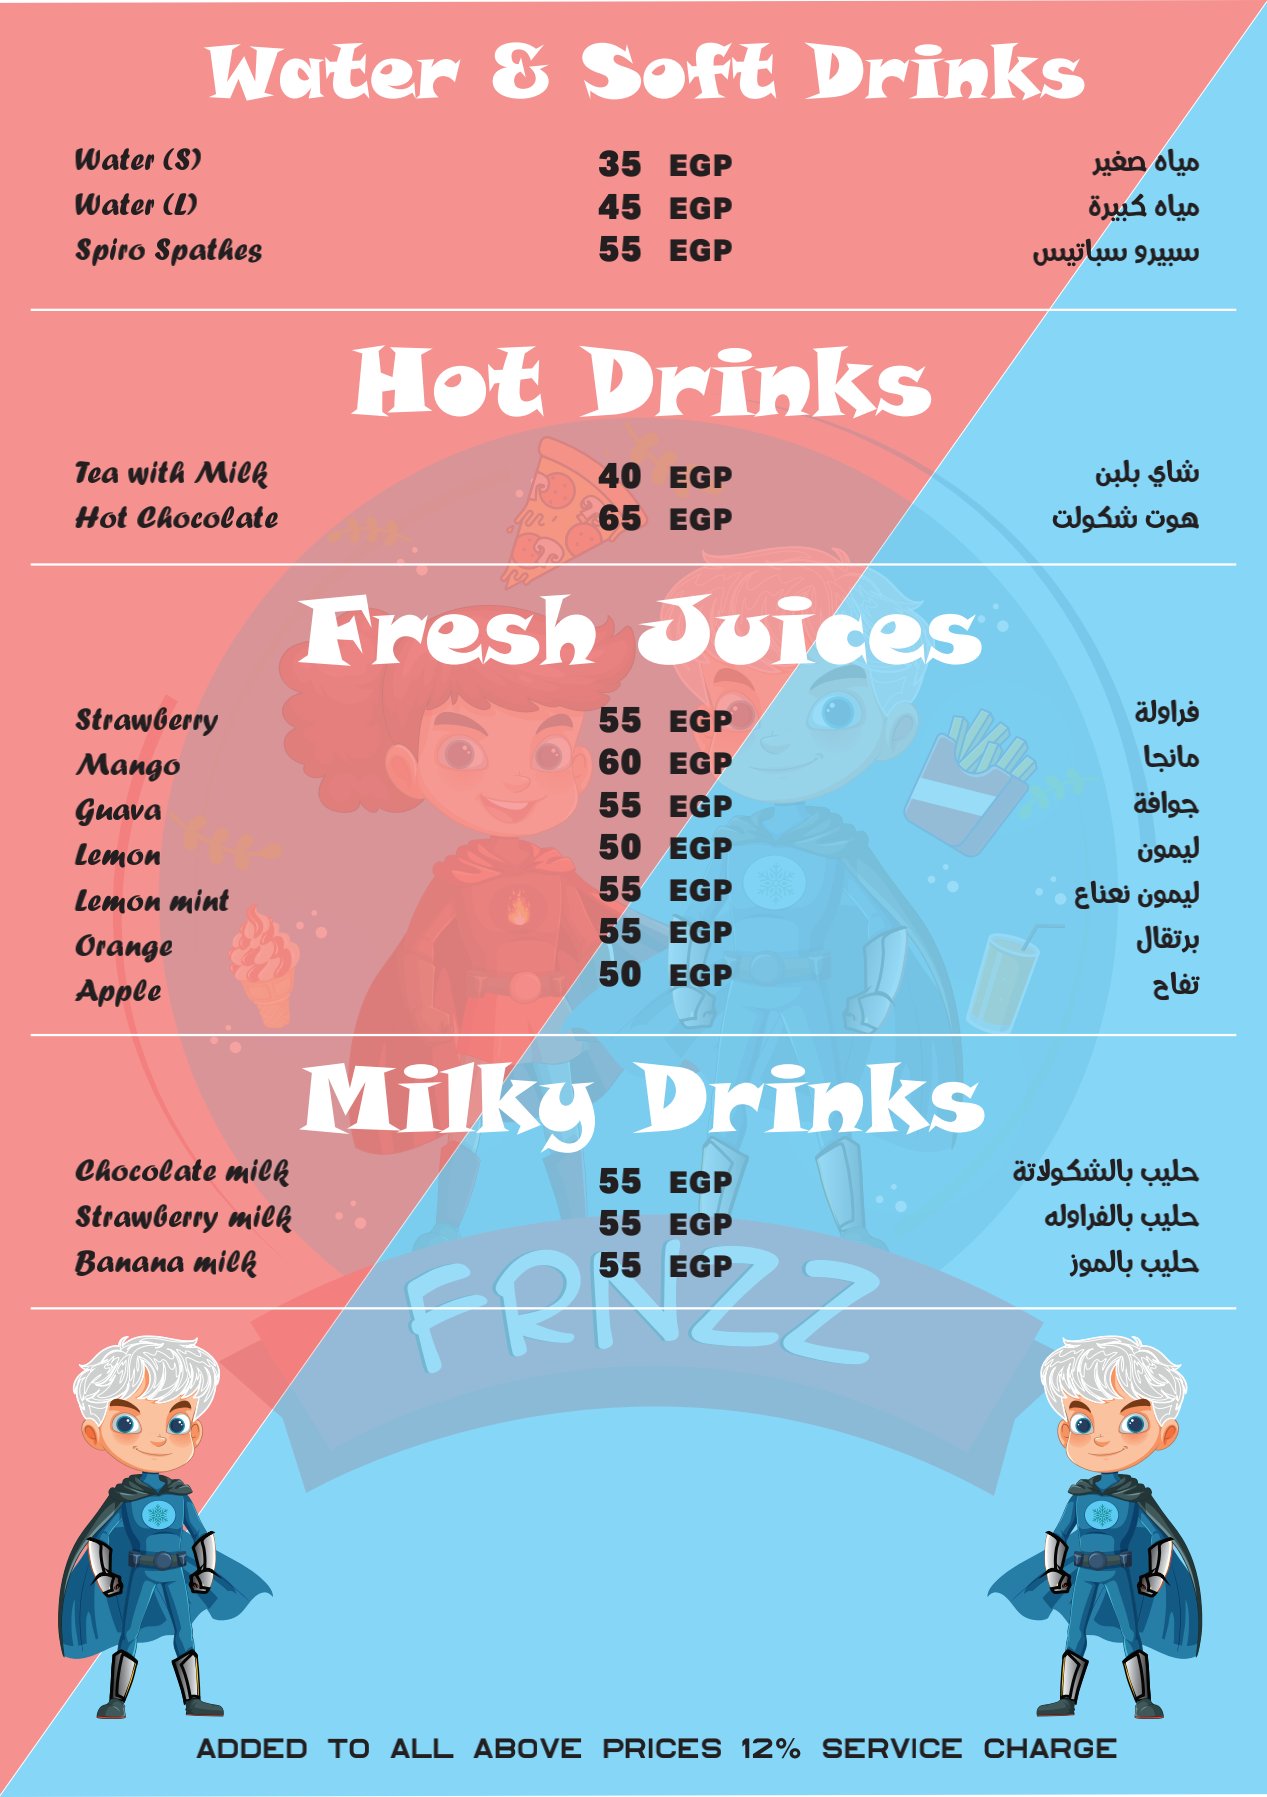 Water & Soft Drinks
Water (S) 35 EGP مياه صغير
Water (L) 45 EGP مياه كبيرة
Spiro Spathes 55 EGP سبيرو سباتيس
Hot Drinks
Tea with Milk 40 EGP شاي بلبن
Hot Chocolate 65 EGP هوت شكولت
Fresh Juices
Strawberry 55 EGP فراولة
Mango 60 EGP مانجا
Guava 55 EGP جوافة
Lemon 50 EGP ليمون
Lemon mint 55 EGP ليمون نعناع
Orange 55 EGP برتقال
Apple 50 EGP تفاح
Milky Drinks
Chocolate milk 55 EGP حليب بالشكولاتة
Strawberry milk 55 EGP حليب بالفراوله
Banana milk 55 EGP حليب بالموز
FRNZZ
ADDED TO ALL ABOVE PRICES 12% SERVICE CHARGE